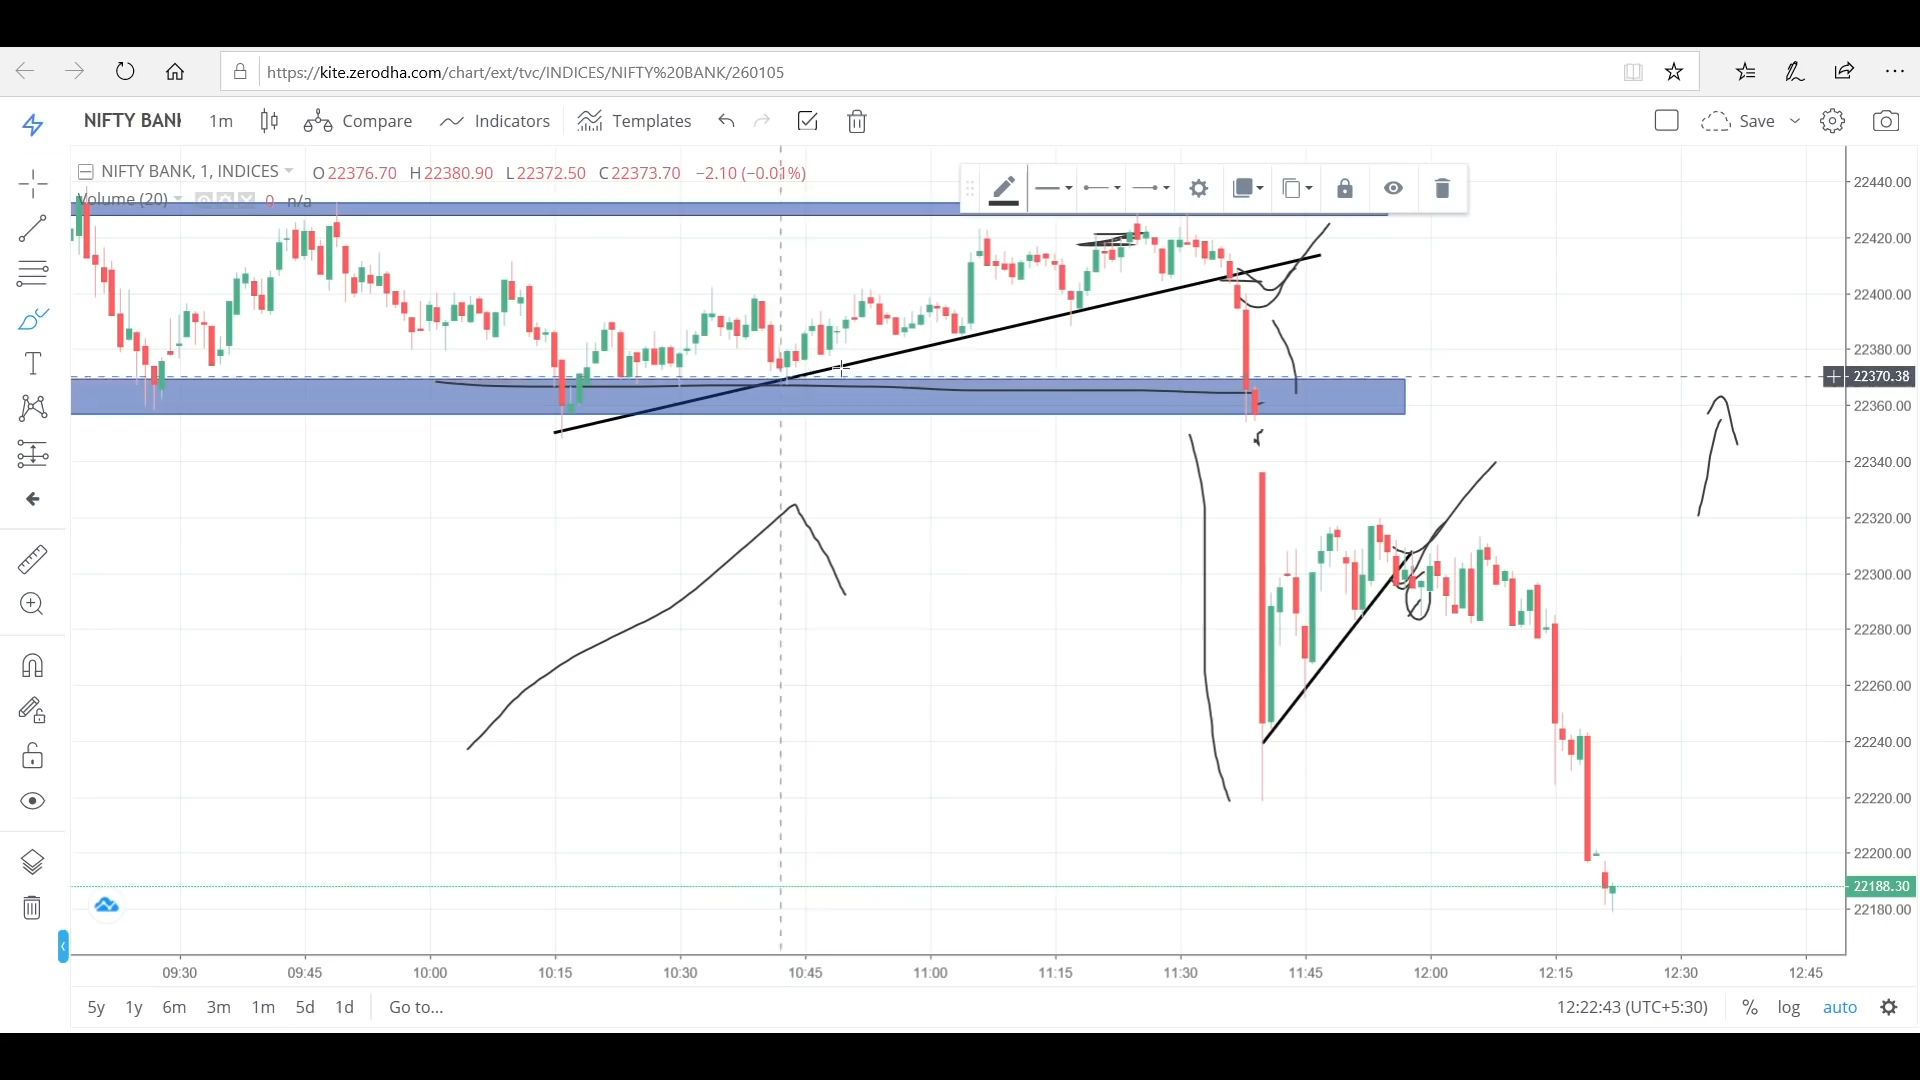 https://kite.zerodha.com/chart/ext/tvc/INDICES/NIFTY%20BANK/260105
NIFTY BANK 1m Compare Indicators Templates Save
NIFTY BANK, 1, INDICES O22376.70 H22380.90 L22372.50 C22373.70 −2.10 (−0.01%)
Volume (20) 0 n/a
22440.00
22420.00
22400.00
22380.00
22370.38
22360.00
22340.00
22320.00
22300.00
22280.00
22260.00
22240.00
22220.00
22200.00
22188.30
22180.00
09:30 09:45 10:00 10:15 10:30 10:45 11:00 11:15 11:30 11:45 12:00 12:15 12:30 12:45
5y 1y 6m 3m 1m 5d 1d Go to... 12:22:43 (UTC+5:30) % log auto